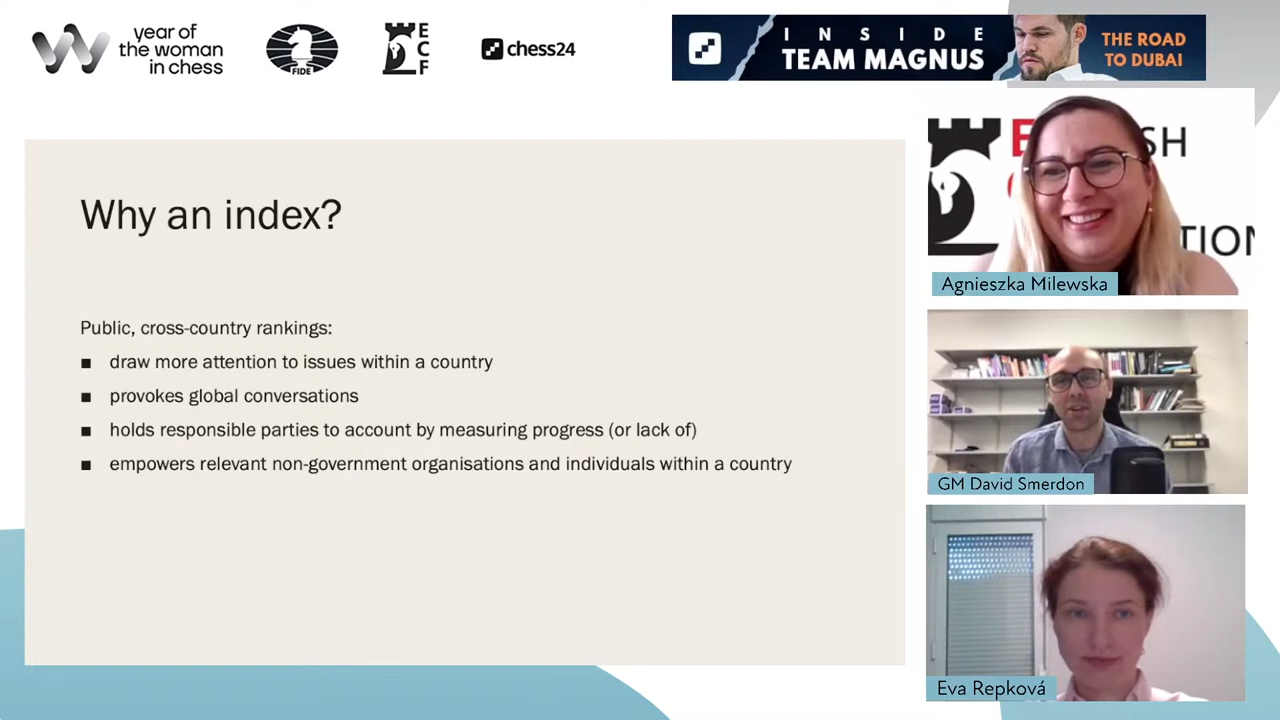 year of
the woman
in chess
FIDE
E
C
F
chess24
INSIDE
TEAM MAGNUS
THE ROAD
TO DUBAI
Why an index?
Public, cross-country rankings:
■ draw more attention to issues within a country
■ provokes global conversations
■ holds responsible parties to account by measuring progress (or lack of)
■ empowers relevant non-government organisations and individuals within a country
Agnieszka Milewska
GM David Smerdon
Eva Repková